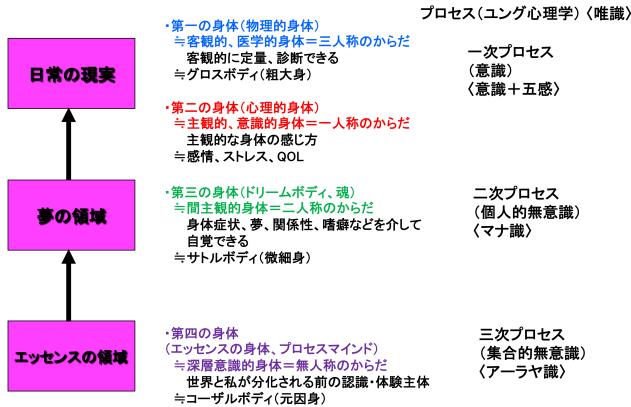 プロセス(ユング心理学)〈唯識〉
日常の現実
・第一の身体(物理的身体)
≒客観的、医学的身体=三人称のからだ
客観的に定量、診断できる
≒グロスボディ(粗大身)
一次プロセス
(意識)
〈意識+五感〉
・第二の身体(心理的身体)
≒主観的、意識的身体=一人称のからだ
主観的な身体の感じ方
≒感情、ストレス、QOL
夢の領域
・第三の身体(ドリームボディ、魂)
≒間主観的身体=二人称のからだ
身体症状、夢、関係性、嗜癖などを介して
自覚できる
≒サトルボディ(微細身)
二次プロセス
(個人的無意識)
〈マナ識〉
エッセンスの領域
・第四の身体
(エッセンスの身体、プロセスマインド)
≒深層意識的身体=無人称のからだ
世界と私が分化される前の認識・体験主体
≒コーザルボディ(元因身)
三次プロセス
(集合的無意識)
〈アーラヤ識〉